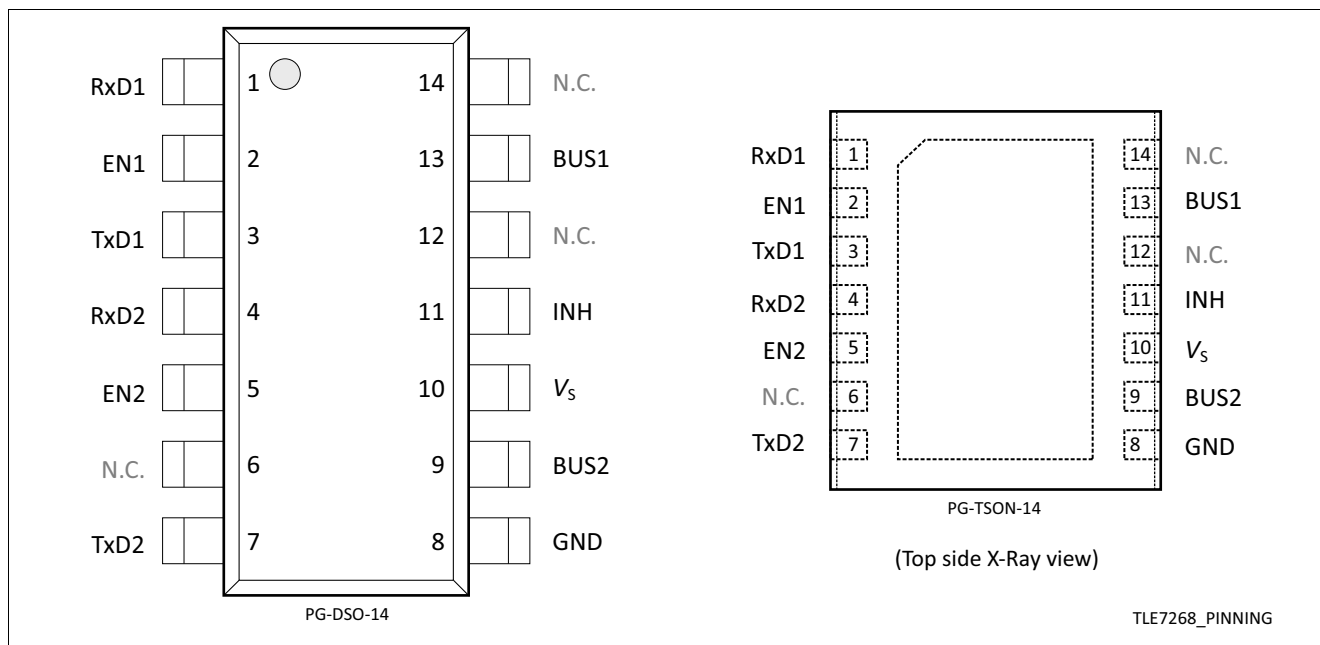 RxD1 1 14 N.C.
EN1 2 13 BUS1
TxD1 3 12 N.C.
RxD2 4 11 INH
EN2 5 10 VS
N.C. 6 9 BUS2
TxD2 7 8 GND
PG-DSO-14
RxD1 1 14 N.C.
EN1 2 13 BUS1
TxD1 3 12 N.C.
RxD2 4 11 INH
EN2 5 10 VS
N.C. 6 9 BUS2
TxD2 7 8 GND
PG-TSON-14
(Top side X-Ray view)
TLE7268_PINNING